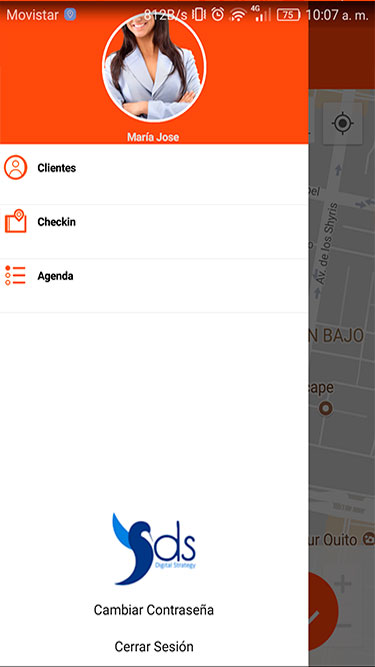 Movistar 812B/s 4G 75 10:07 a. m.
María Jose
Clientes
Checkin
Agenda
Av. de los Shyris
BAJO
ur Quito
ds
Digital Strategy
Cambiar Contraseña
Cerrar Sesión